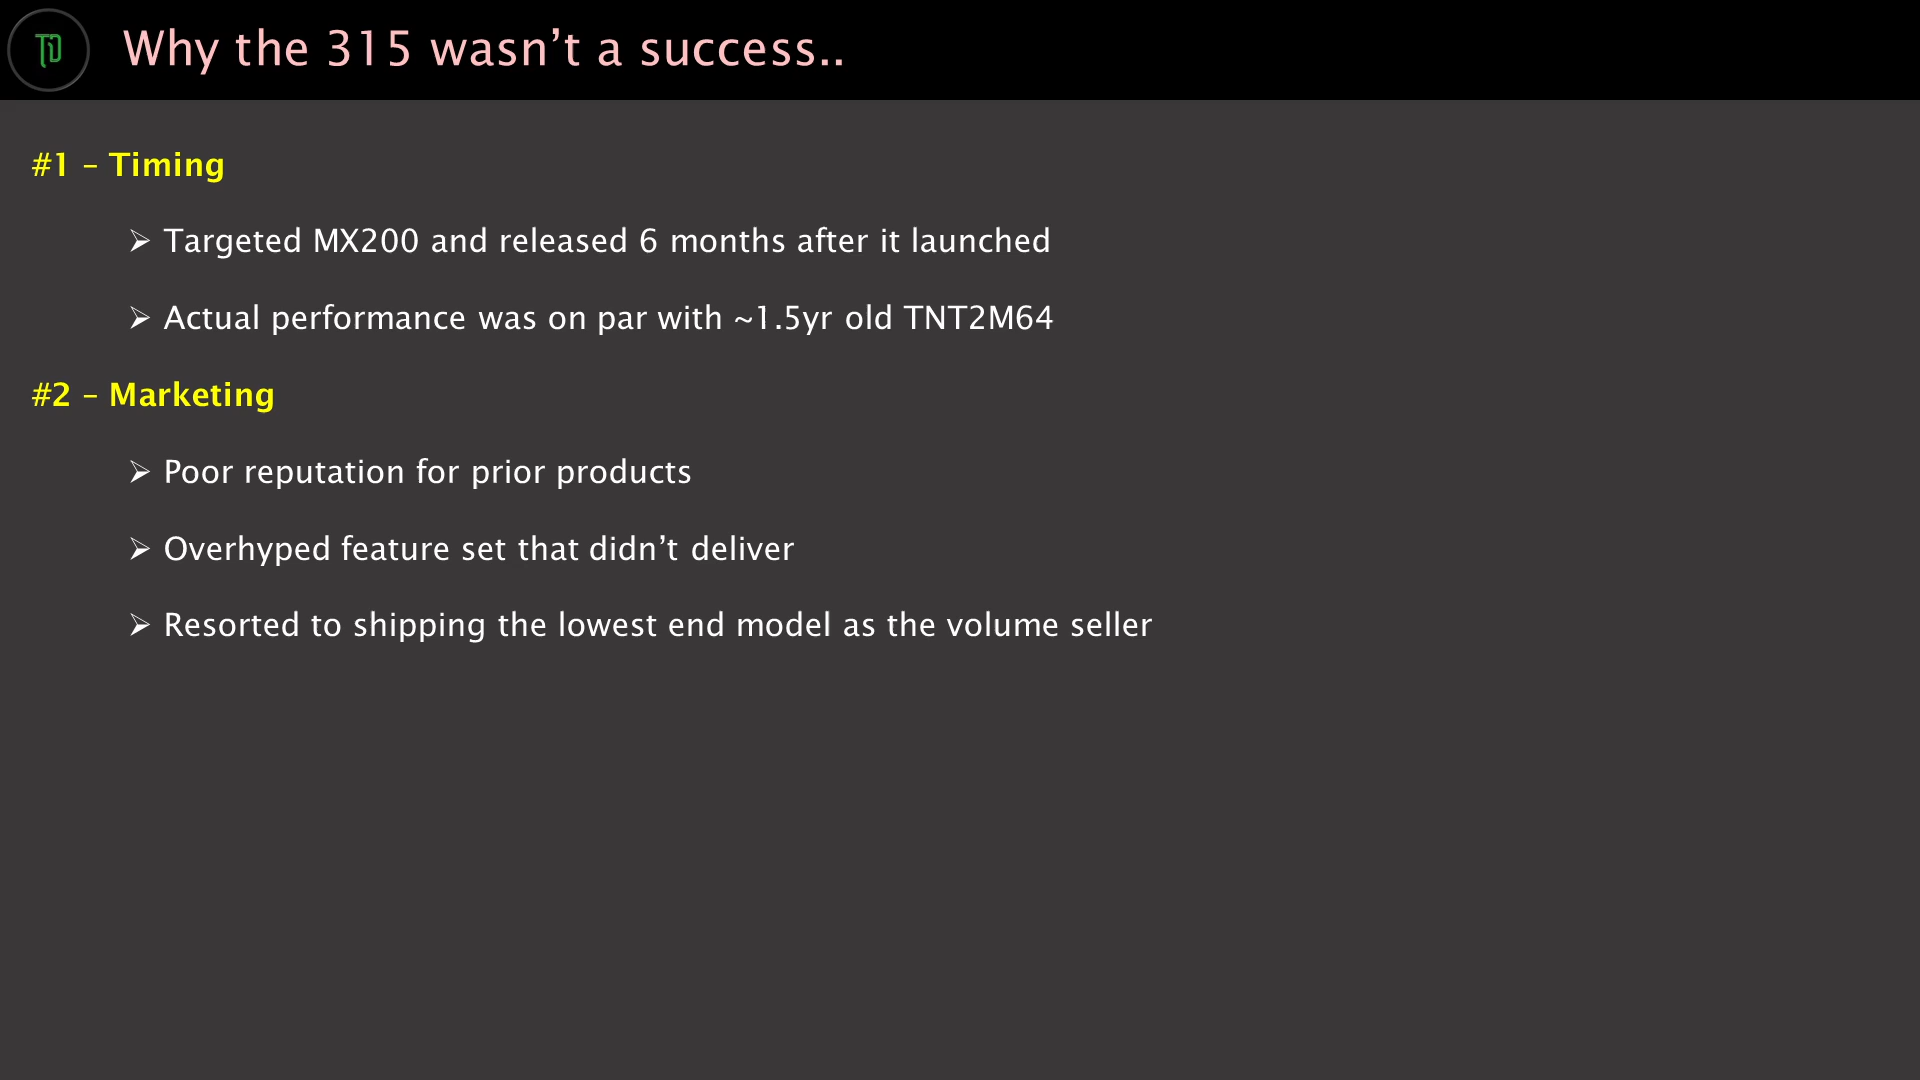 TD
Why the 315 wasn’t a success..
#1 – Timing
➢ Targeted MX200 and released 6 months after it launched
➢ Actual performance was on par with ~1.5yr old TNT2M64
#2 – Marketing
➢ Poor reputation for prior products
➢ Overhyped feature set that didn’t deliver
➢ Resorted to shipping the lowest end model as the volume seller